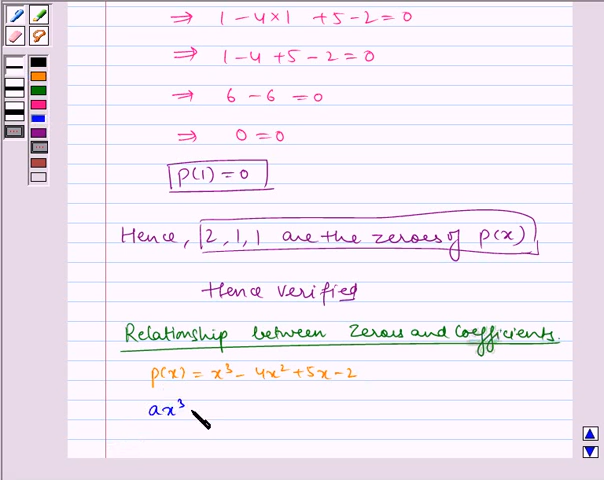 ⇒ 1 - 4×1 + 5 - 2 = 0
⇒ 1 - 4 + 5 - 2 = 0
⇒ 6 - 6 = 0
⇒ 0 = 0
P(1) = 0
Hence, 2, 1, 1 are the zeroes of p(x)
Hence verified
Relationship between zeroes and coefficients.
p(x) = x³ - 4x² + 5x - 2
ax³